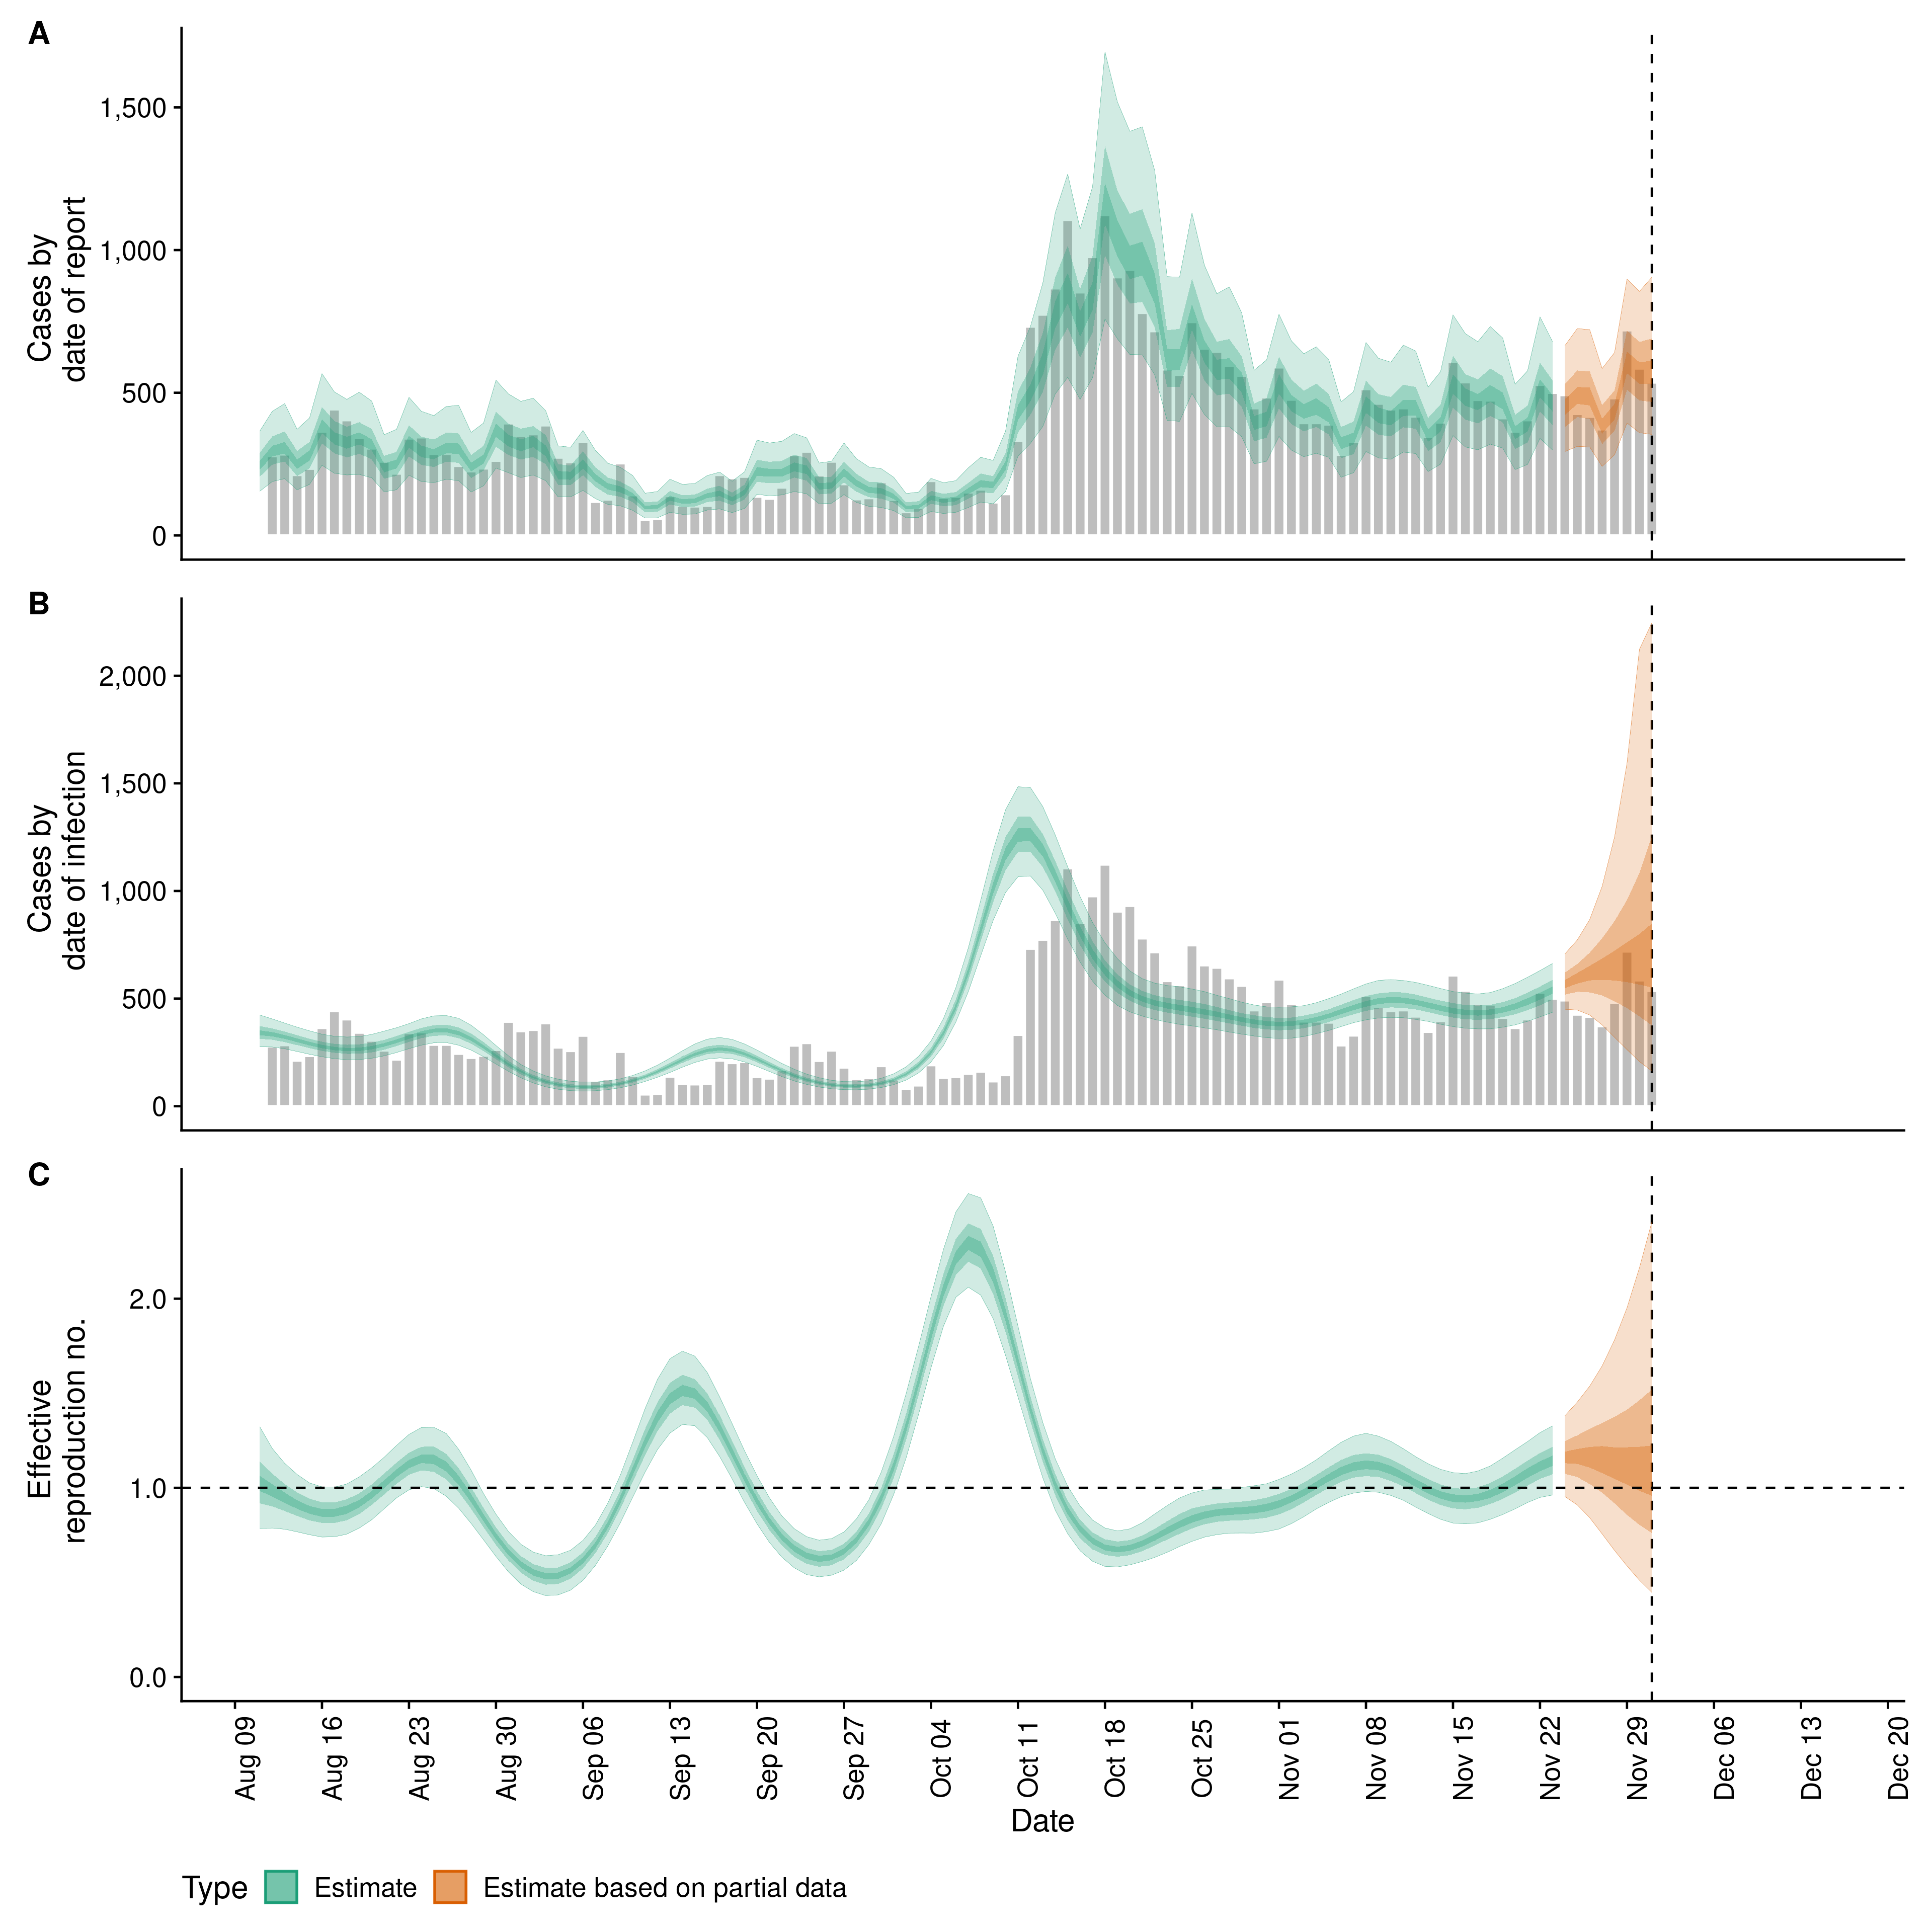 A
Cases by
date of report
1,500
1,000
500
0
B
Cases by
date of infection
2,000
1,500
1,000
500
0
C
Effective
reproduction no.
2.0
1.0
0.0
Aug 09
Aug 16
Aug 23
Aug 30
Sep 06
Sep 13
Sep 20
Sep 27
Oct 04
Oct 11
Oct 18
Oct 25
Nov 01
Nov 08
Nov 15
Nov 22
Nov 29
Dec 06
Dec 13
Dec 20
Date
Type Estimate Estimate based on partial data